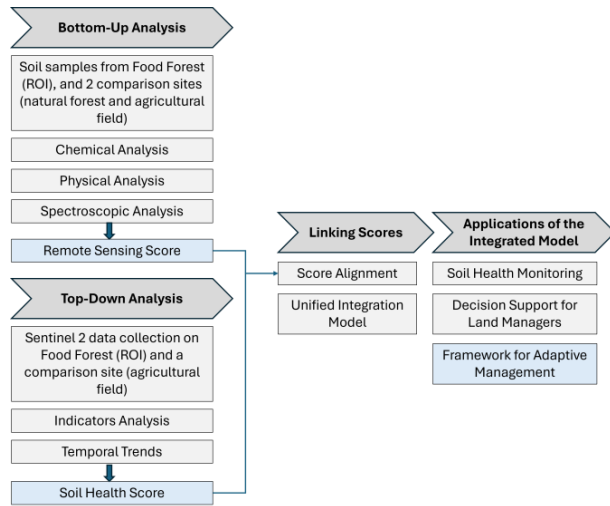 Bottom-Up Analysis
Soil samples from Food Forest
(ROI), and 2 comparison sites
(natural forest and agricultural
field)
Chemical Analysis
Physical Analysis
Spectroscopic Analysis
Remote Sensing Score
Top-Down Analysis
Sentinel 2 data collection on
Food Forest (ROI) and a
comparison site (agricultural
field)
Indicators Analysis
Temporal Trends
Soil Health Score
Linking Scores
Score Alignment
Unified Integration
Model
Applications of the
Integrated Model
Soil Health Monitoring
Decision Support for
Land Managers
Framework for Adaptive
Management